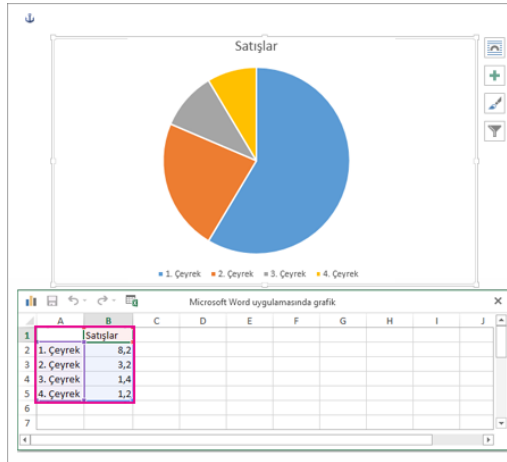 Satışlar
1. Çeyrek 2. Çeyrek 3. Çeyrek 4. Çeyrek
Microsoft Word uygulamasında grafik
A B C D E F G H I J
1 Satışlar
2 1. Çeyrek 8,2
3 2. Çeyrek 3,2
4 3. Çeyrek 1,4
5 4. Çeyrek 1,2
6
7